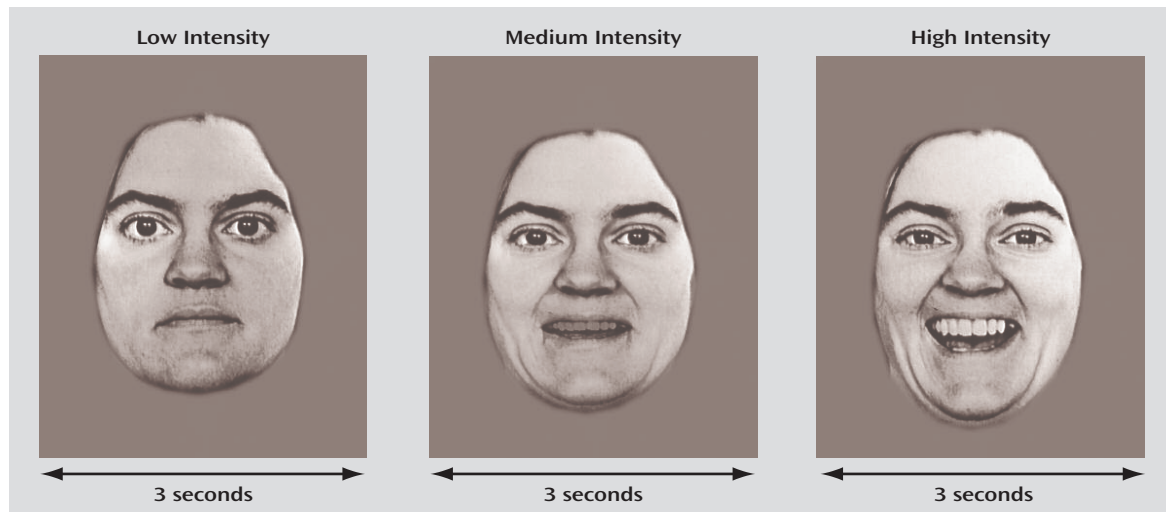 Low Intensity
Medium Intensity
High Intensity
3 seconds
3 seconds
3 seconds